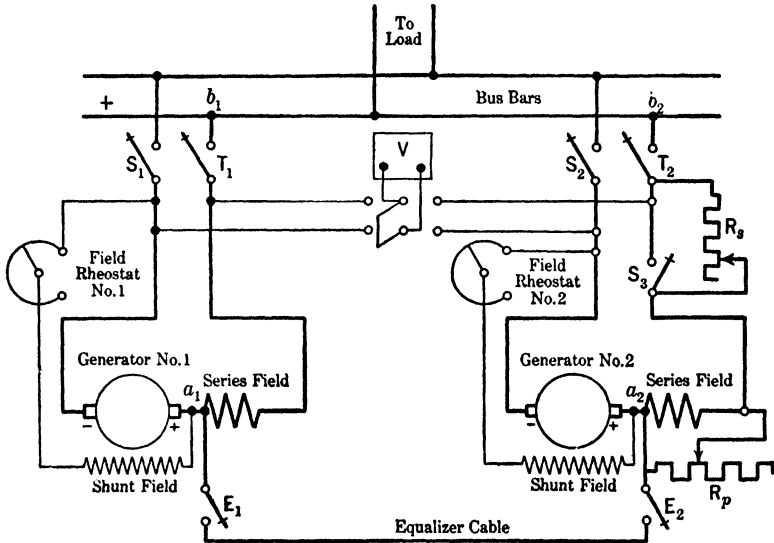 To
Load
+
b1
Bus Bars
b2
S1
T1
V
S2
T2
Rs
Field
Rheostat
No.1
Field
Rheostat
No.2
S3
Generator No.1
Series Field
a1
- +
Shunt Field
Generator No.2
Series Field
a2
- +
Shunt Field
Rp
E1
E2
Equalizer Cable